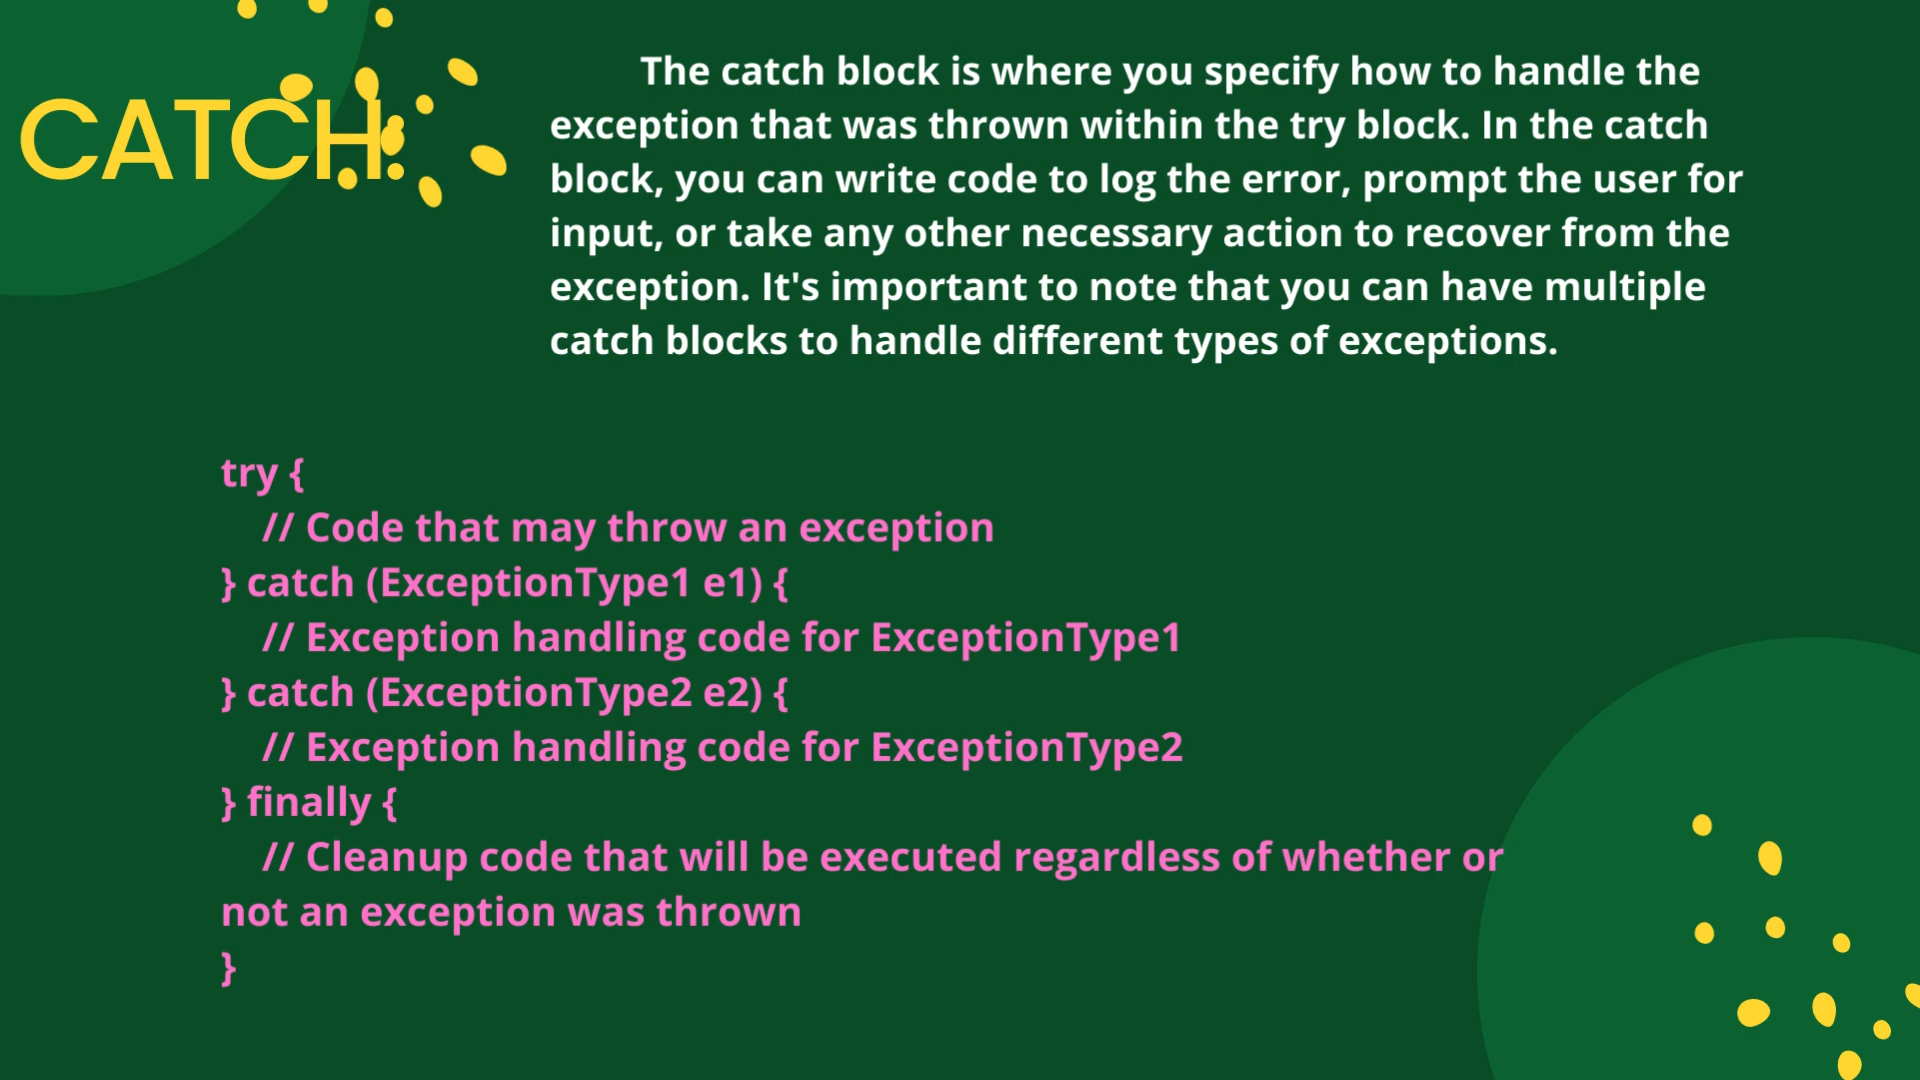 CATCH:
The catch block is where you specify how to handle the
exception that was thrown within the try block. In the catch
block, you can write code to log the error, prompt the user for
input, or take any other necessary action to recover from the
exception. It's important to note that you can have multiple
catch blocks to handle different types of exceptions.
try {
// Code that may throw an exception
} catch (ExceptionType1 e1) {
// Exception handling code for ExceptionType1
} catch (ExceptionType2 e2) {
// Exception handling code for ExceptionType2
} finally {
// Cleanup code that will be executed regardless of whether or
not an exception was thrown
}